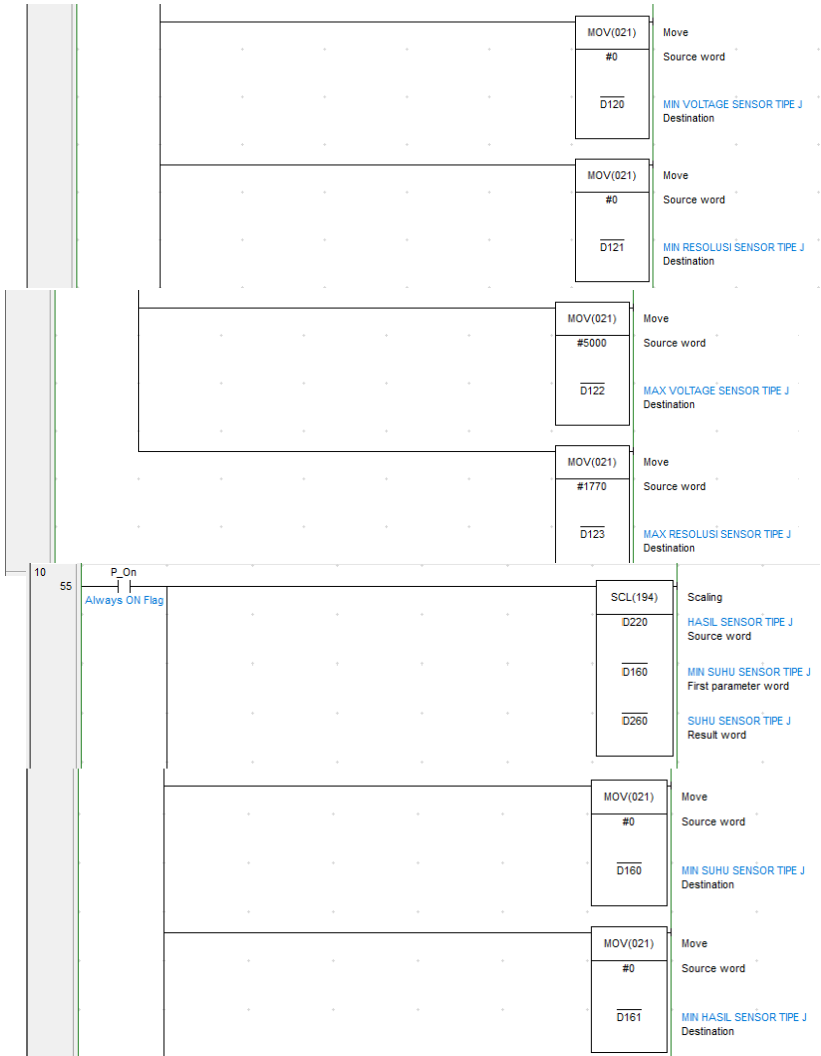 MOV(021) Move
#0 Source word
D120 MIN VOLTAGE SENSOR TIPE J
Destination
MOV(021) Move
#0 Source word
D121 MIN RESOLUSI SENSOR TIPE J
Destination
MOV(021) Move
#5000 Source word
D122 MAX VOLTAGE SENSOR TIPE J
Destination
MOV(021) Move
#1770 Source word
D123 MAX RESOLUSI SENSOR TIPE J
Destination
10 P_On
55
Always ON Flag
SCL(194) Scaling
D220 HASIL SENSOR TIPE J
Source word
D160 MIN SUHU SENSOR TIPE J
First parameter word
D260 SUHU SENSOR TIPE J
Result word
MOV(021) Move
#0 Source word
D160 MIN SUHU SENSOR TIPE J
Destination
MOV(021) Move
#0 Source word
D161 MIN HASIL SENSOR TIPE J
Destination